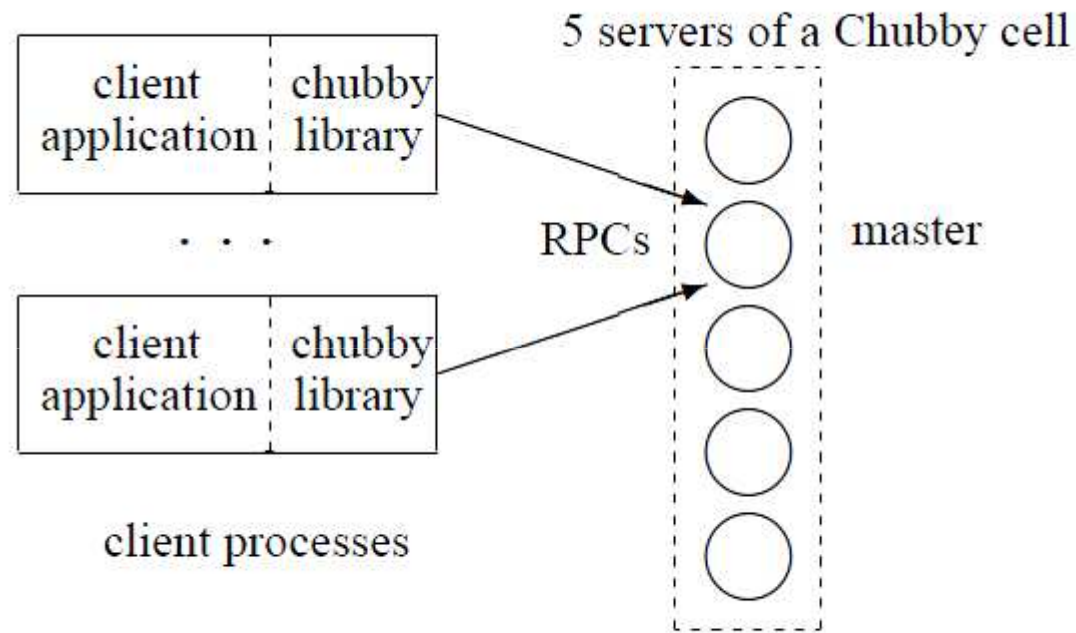 5 servers of a Chubby cell
client chubby
application library
. . .
RPCs
master
client chubby
application library
client processes